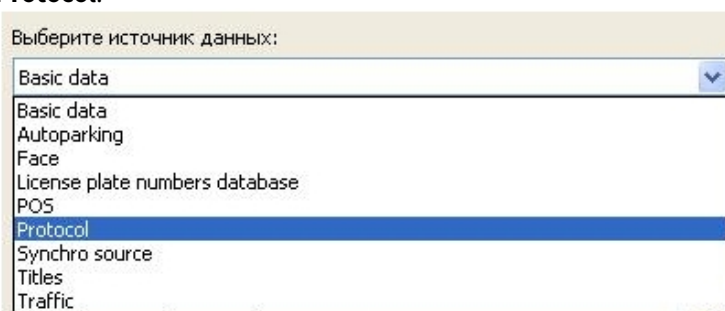 Protocol.
Выберите источник данных:
Basic data
Basic data
Autoparking
Face
License plate numbers database
POS
Protocol
Synchro source
Titles
Traffic